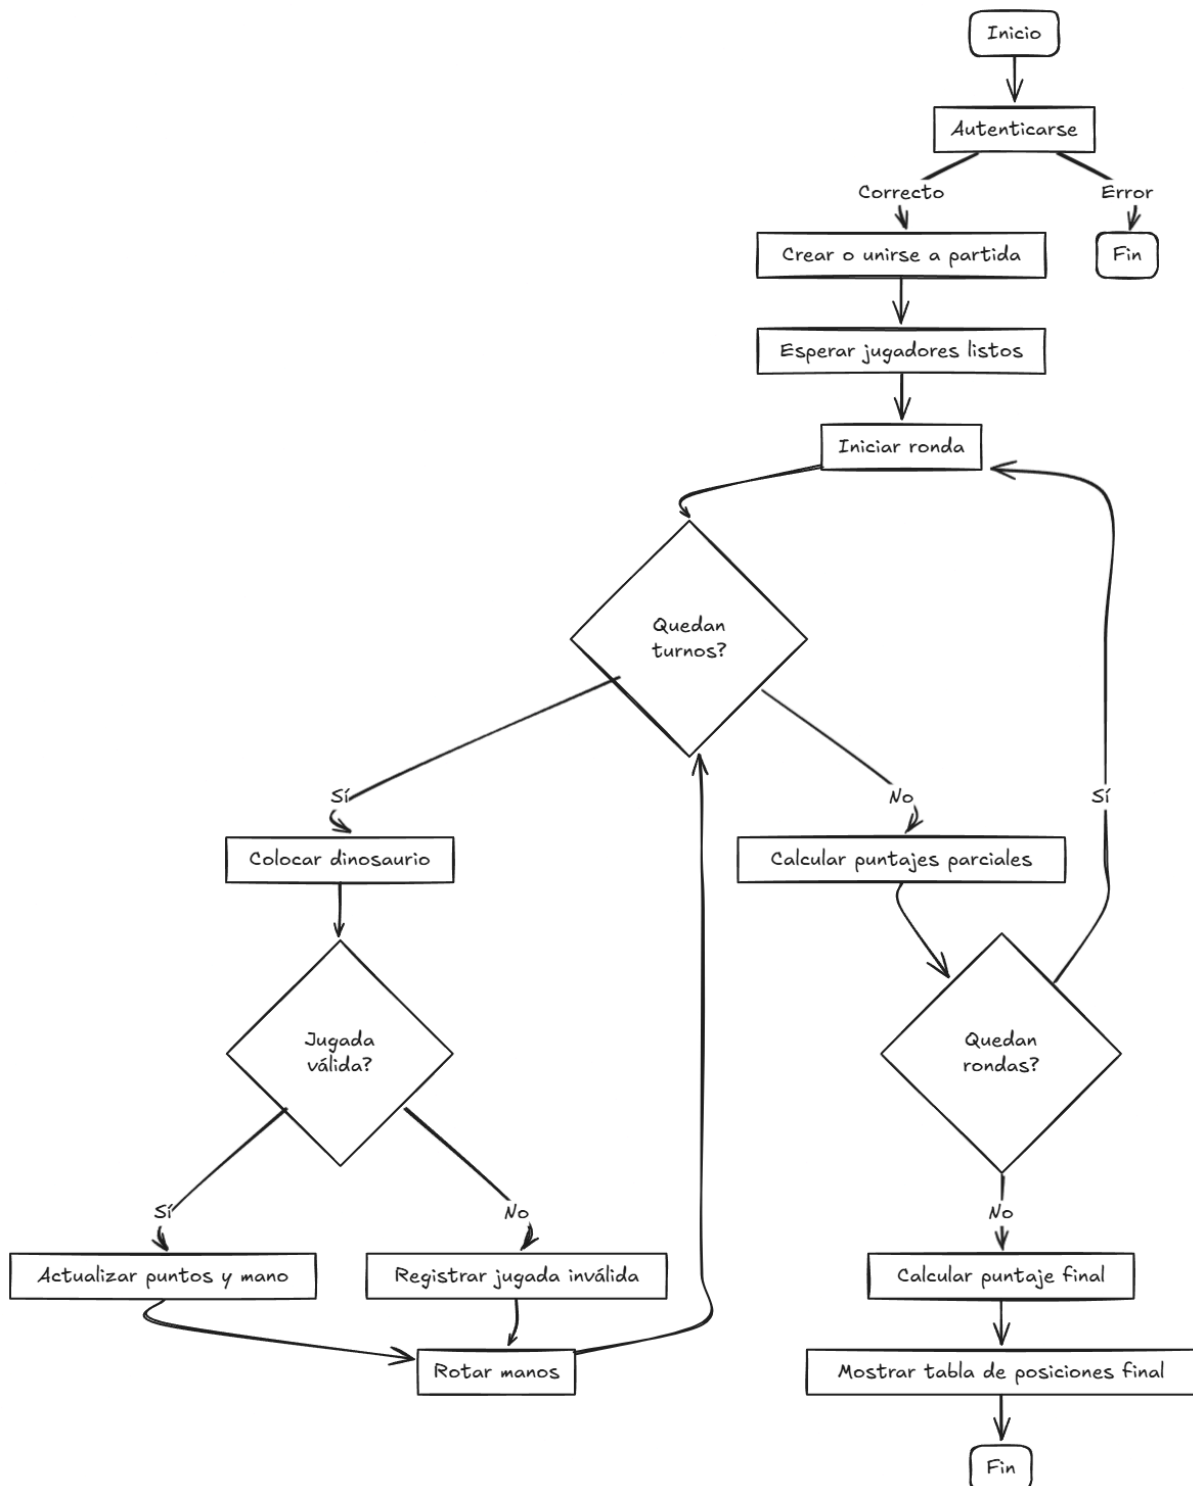 Inicio
Autenticarse
Correcto
Error
Crear o unirse a partida
Fin
Esperar jugadores listos
Iniciar ronda
Quedan
turnos?
Sí
No
Sí
Colocar dinosaurio
Calcular puntajes parciales
Jugada
válida?
Quedan
rondas?
Sí
No
No
Actualizar puntos y mano
Registrar jugada inválida
Calcular puntaje final
Rotar manos
Mostrar tabla de posiciones final
Fin